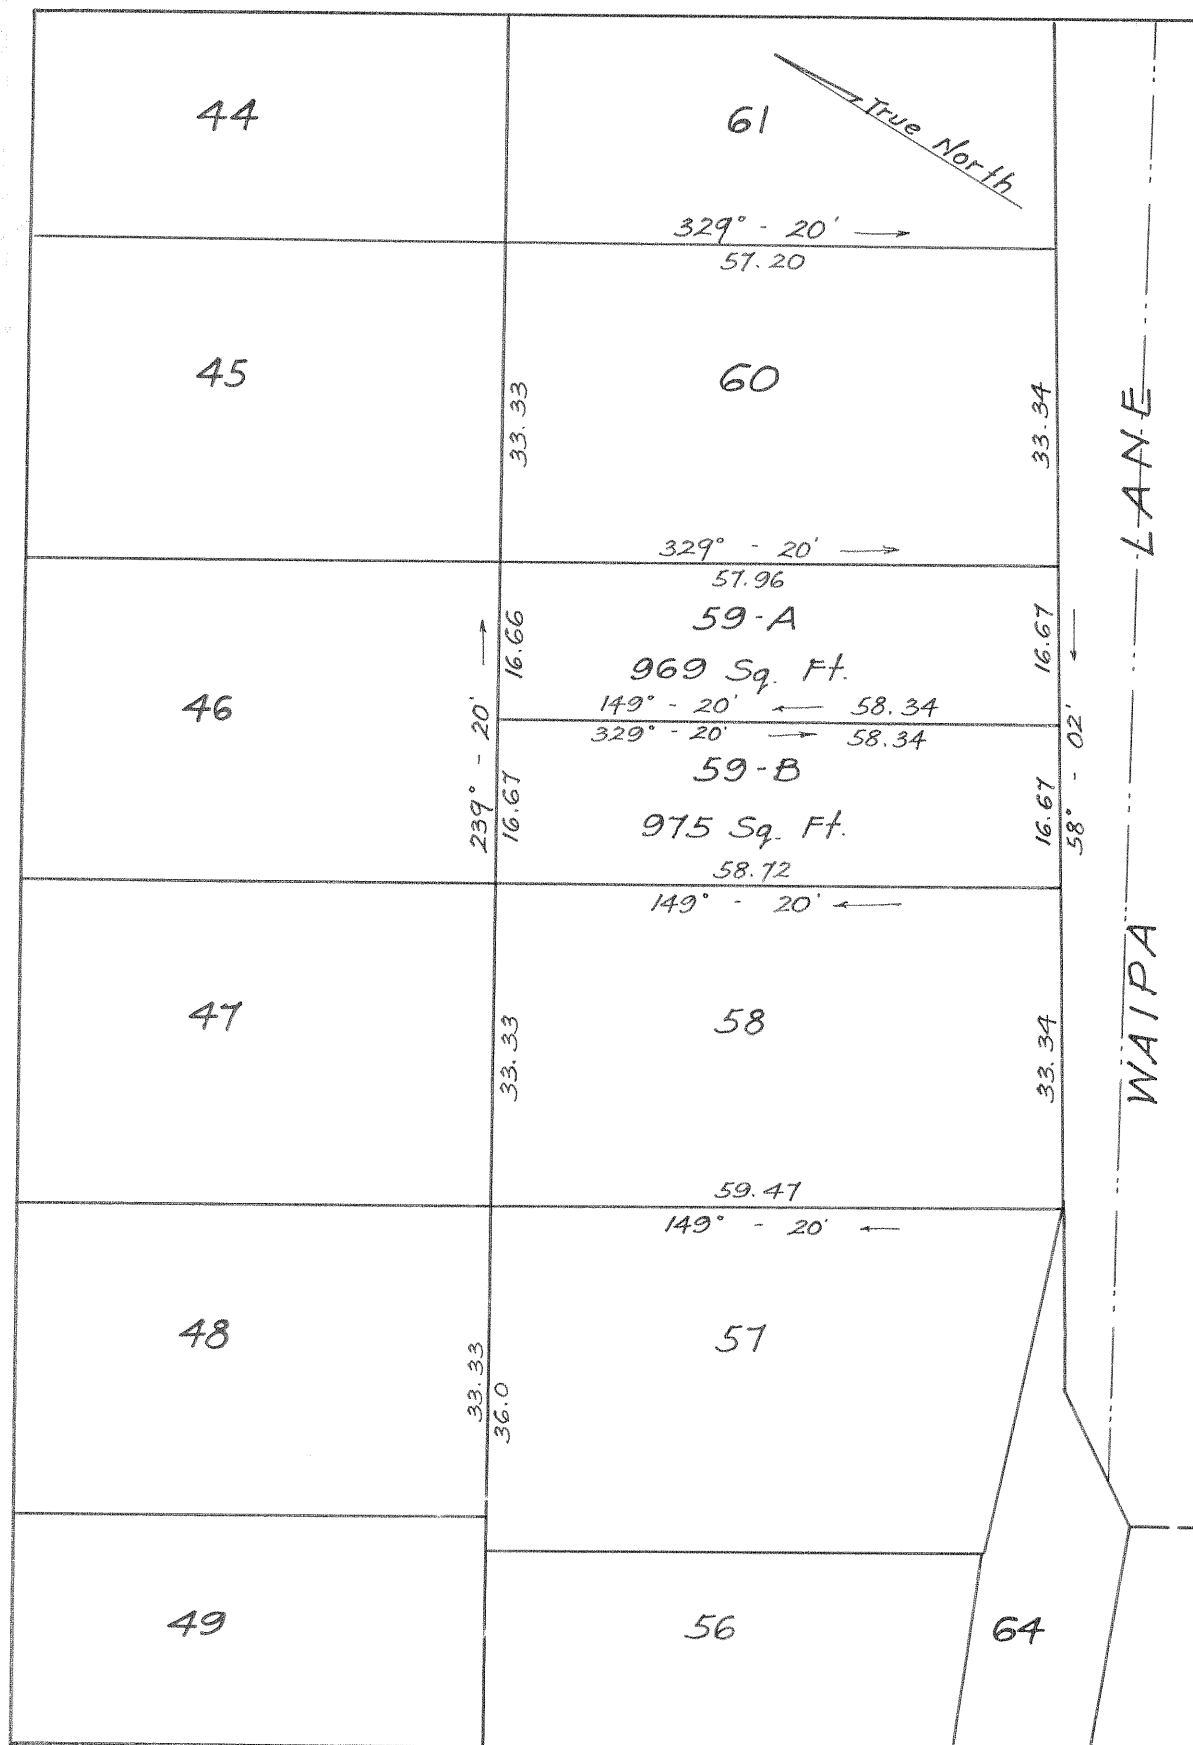 44
61
True North
329° - 20'
57.20
45
60
33.33
33.34
LANE
329° - 20'
57.96
59-A
16.66
16.67
969 Sq. Ft.
46
149° - 20' 58.34
329° - 20' 58.34
239° - 20'
58° - 02'
59-B
16.67
16.67
975 Sq. Ft.
58.72
149° - 20'
WAIPA
47
58
33.33
33.34
59.47
149° - 20'
48
57
33.33
36.0
49
56
64